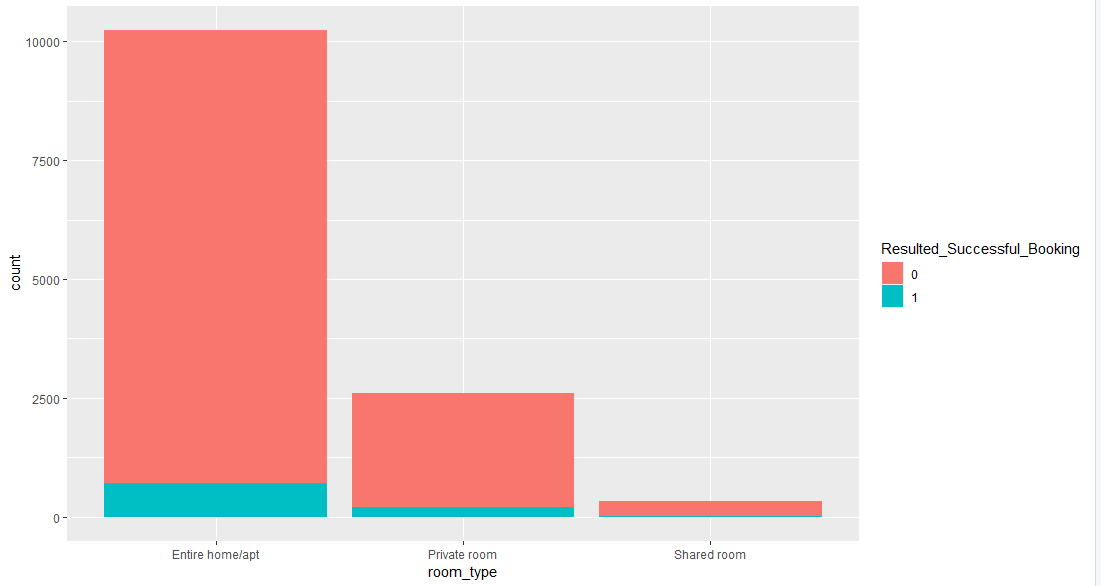 10000
7500
5000
2500
0
count
Entire home/apt
Private room
Shared room
room_type
Resulted_Successful_Booking
0
1